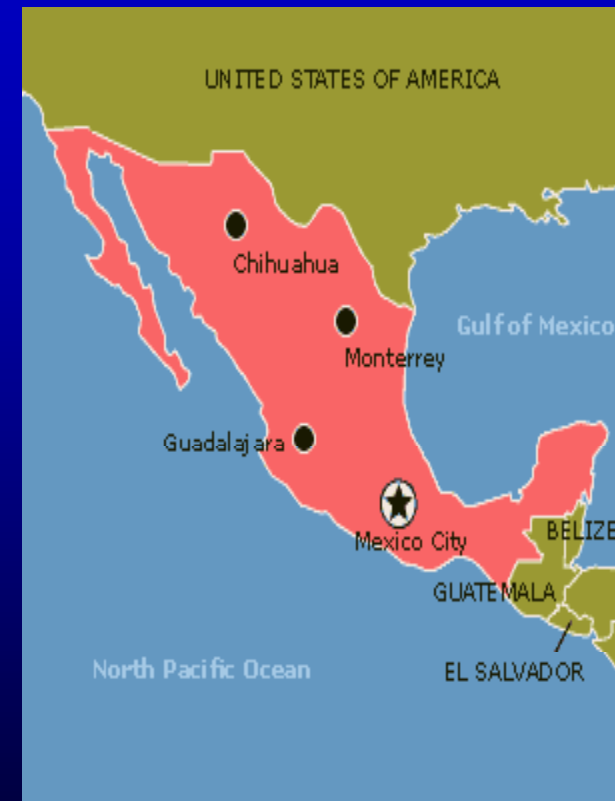 UNITED STATES OF AMERICA
Chihuahua
Gulf of Mexico
Monterrey
Guadalajara
BELIZE
Mexico City
GUATEMALA
North Pacific Ocean
EL SALVADOR